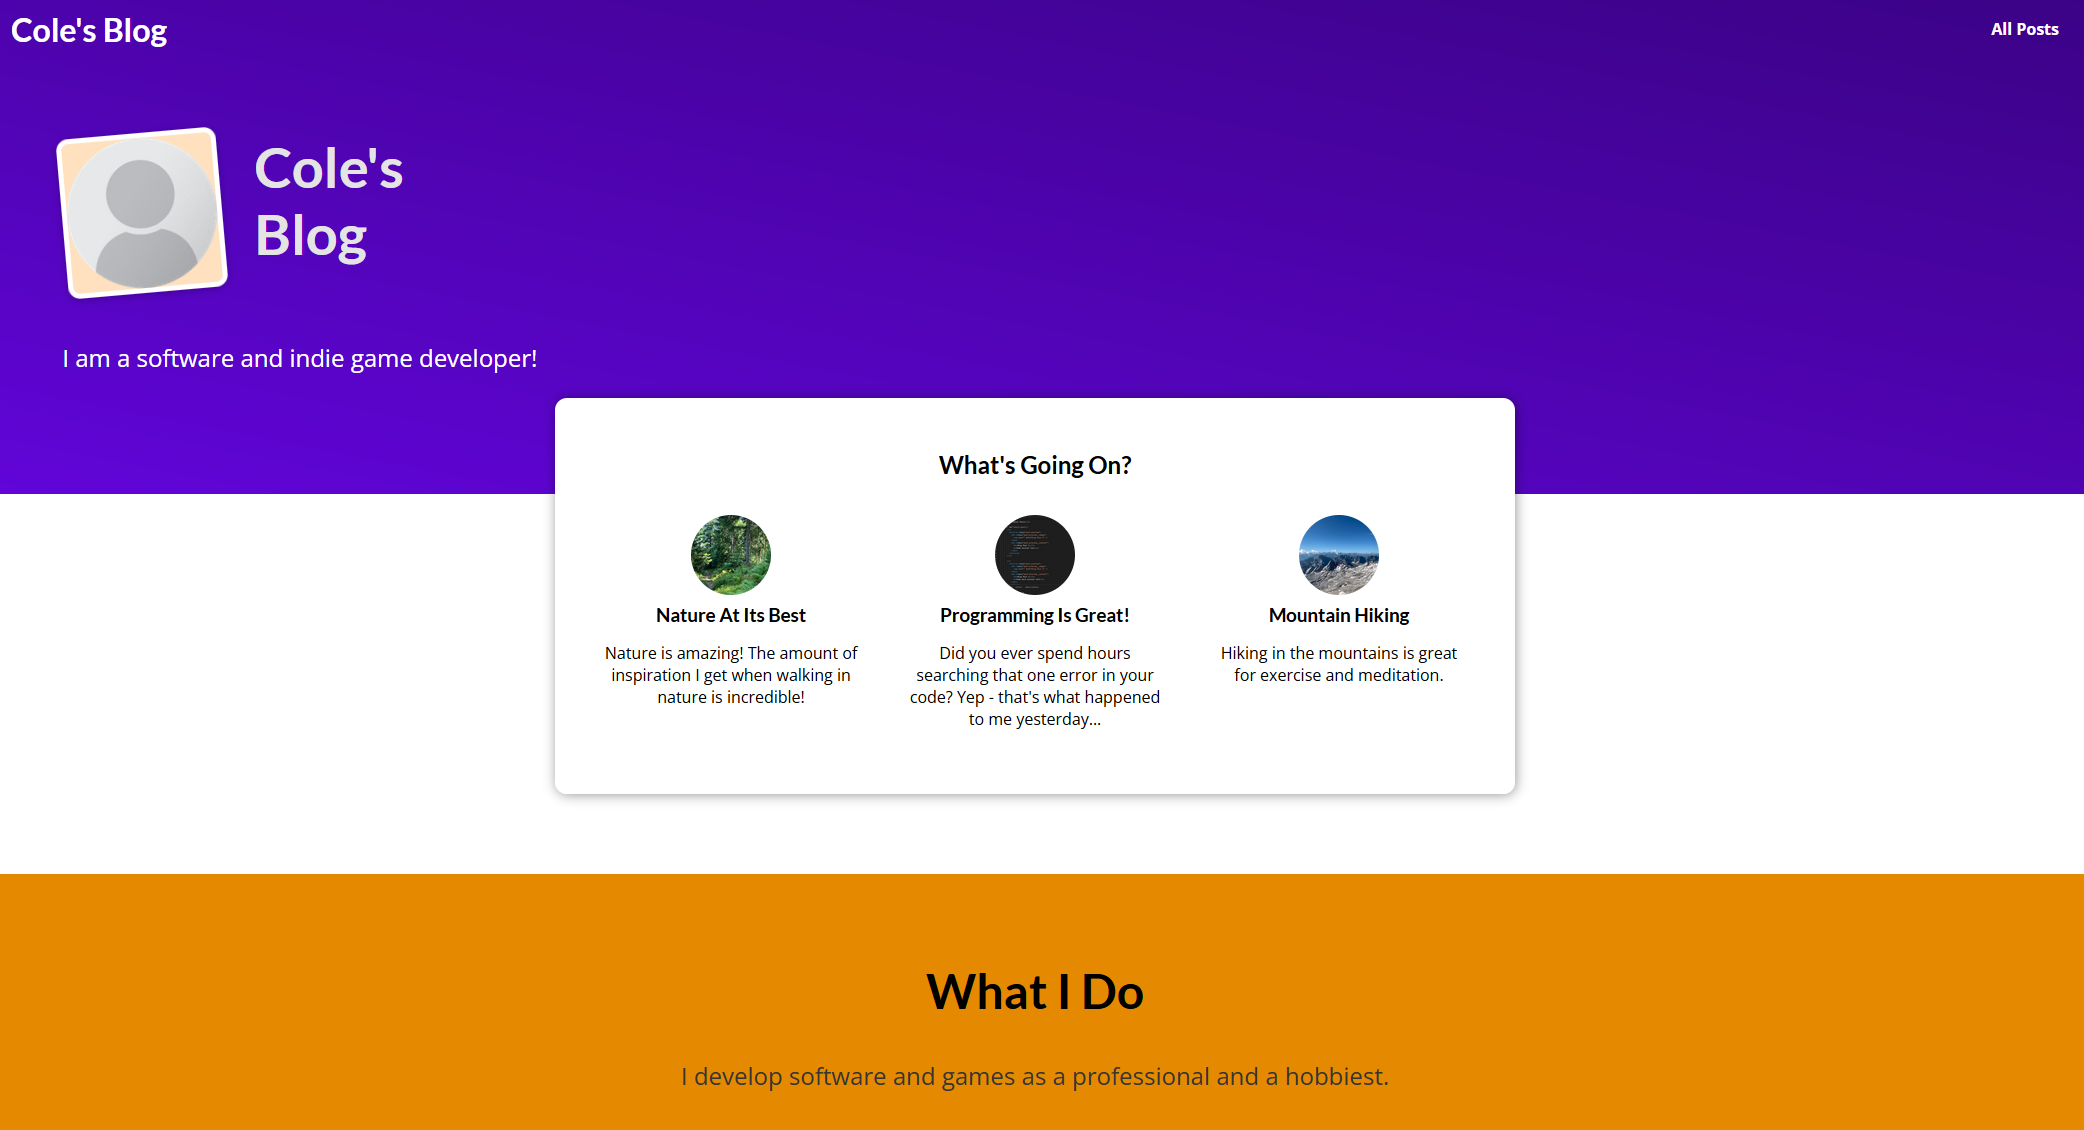 Cole's Blog
All Posts
Cole's
Blog
I am a software and indie game developer!
What's Going On?
Nature At Its Best
Nature is amazing! The amount of
inspiration I get when walking in
nature is incredible!
Programming Is Great!
Did you ever spend hours
searching that one error in your
code? Yep - that's what happened
to me yesterday...
Mountain Hiking
Hiking in the mountains is great
for exercise and meditation.
What I Do
I develop software and games as a professional and a hobbiest.